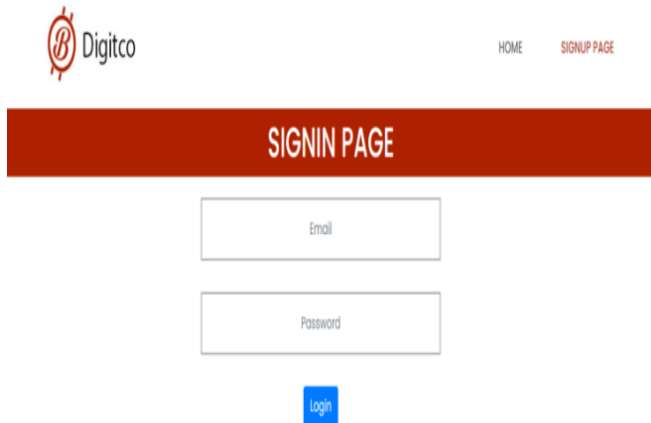 Digitco
HOME SIGNUP PAGE
SIGNIN PAGE
Email
Password
Login